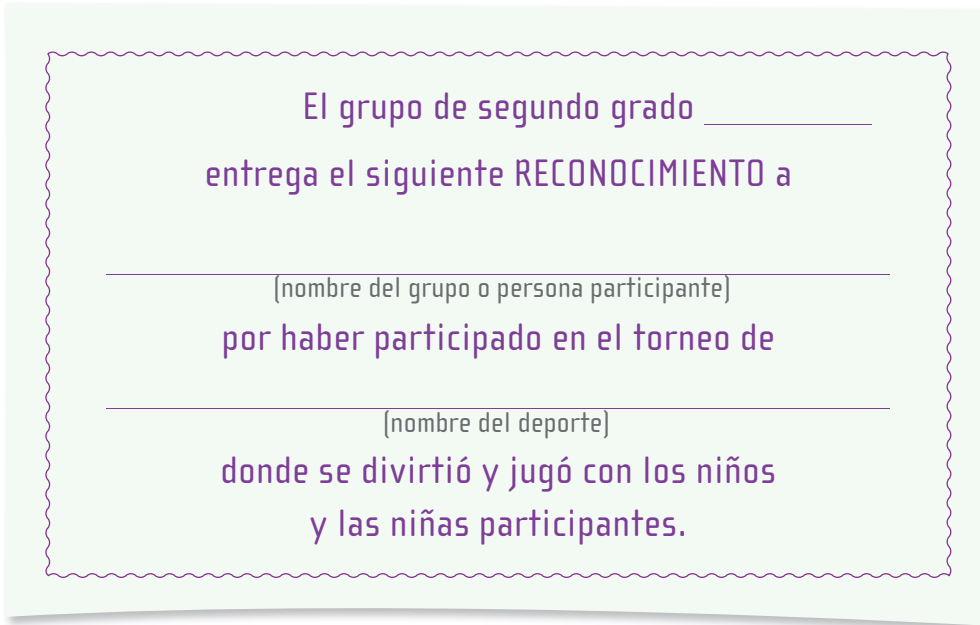 El grupo de segundo grado __________
entrega el siguiente RECONOCIMIENTO a
(nombre del grupo o persona participante)
por haber participado en el torneo de
(nombre del deporte)
donde se divirtió y jugó con los niños
y las niñas participantes.